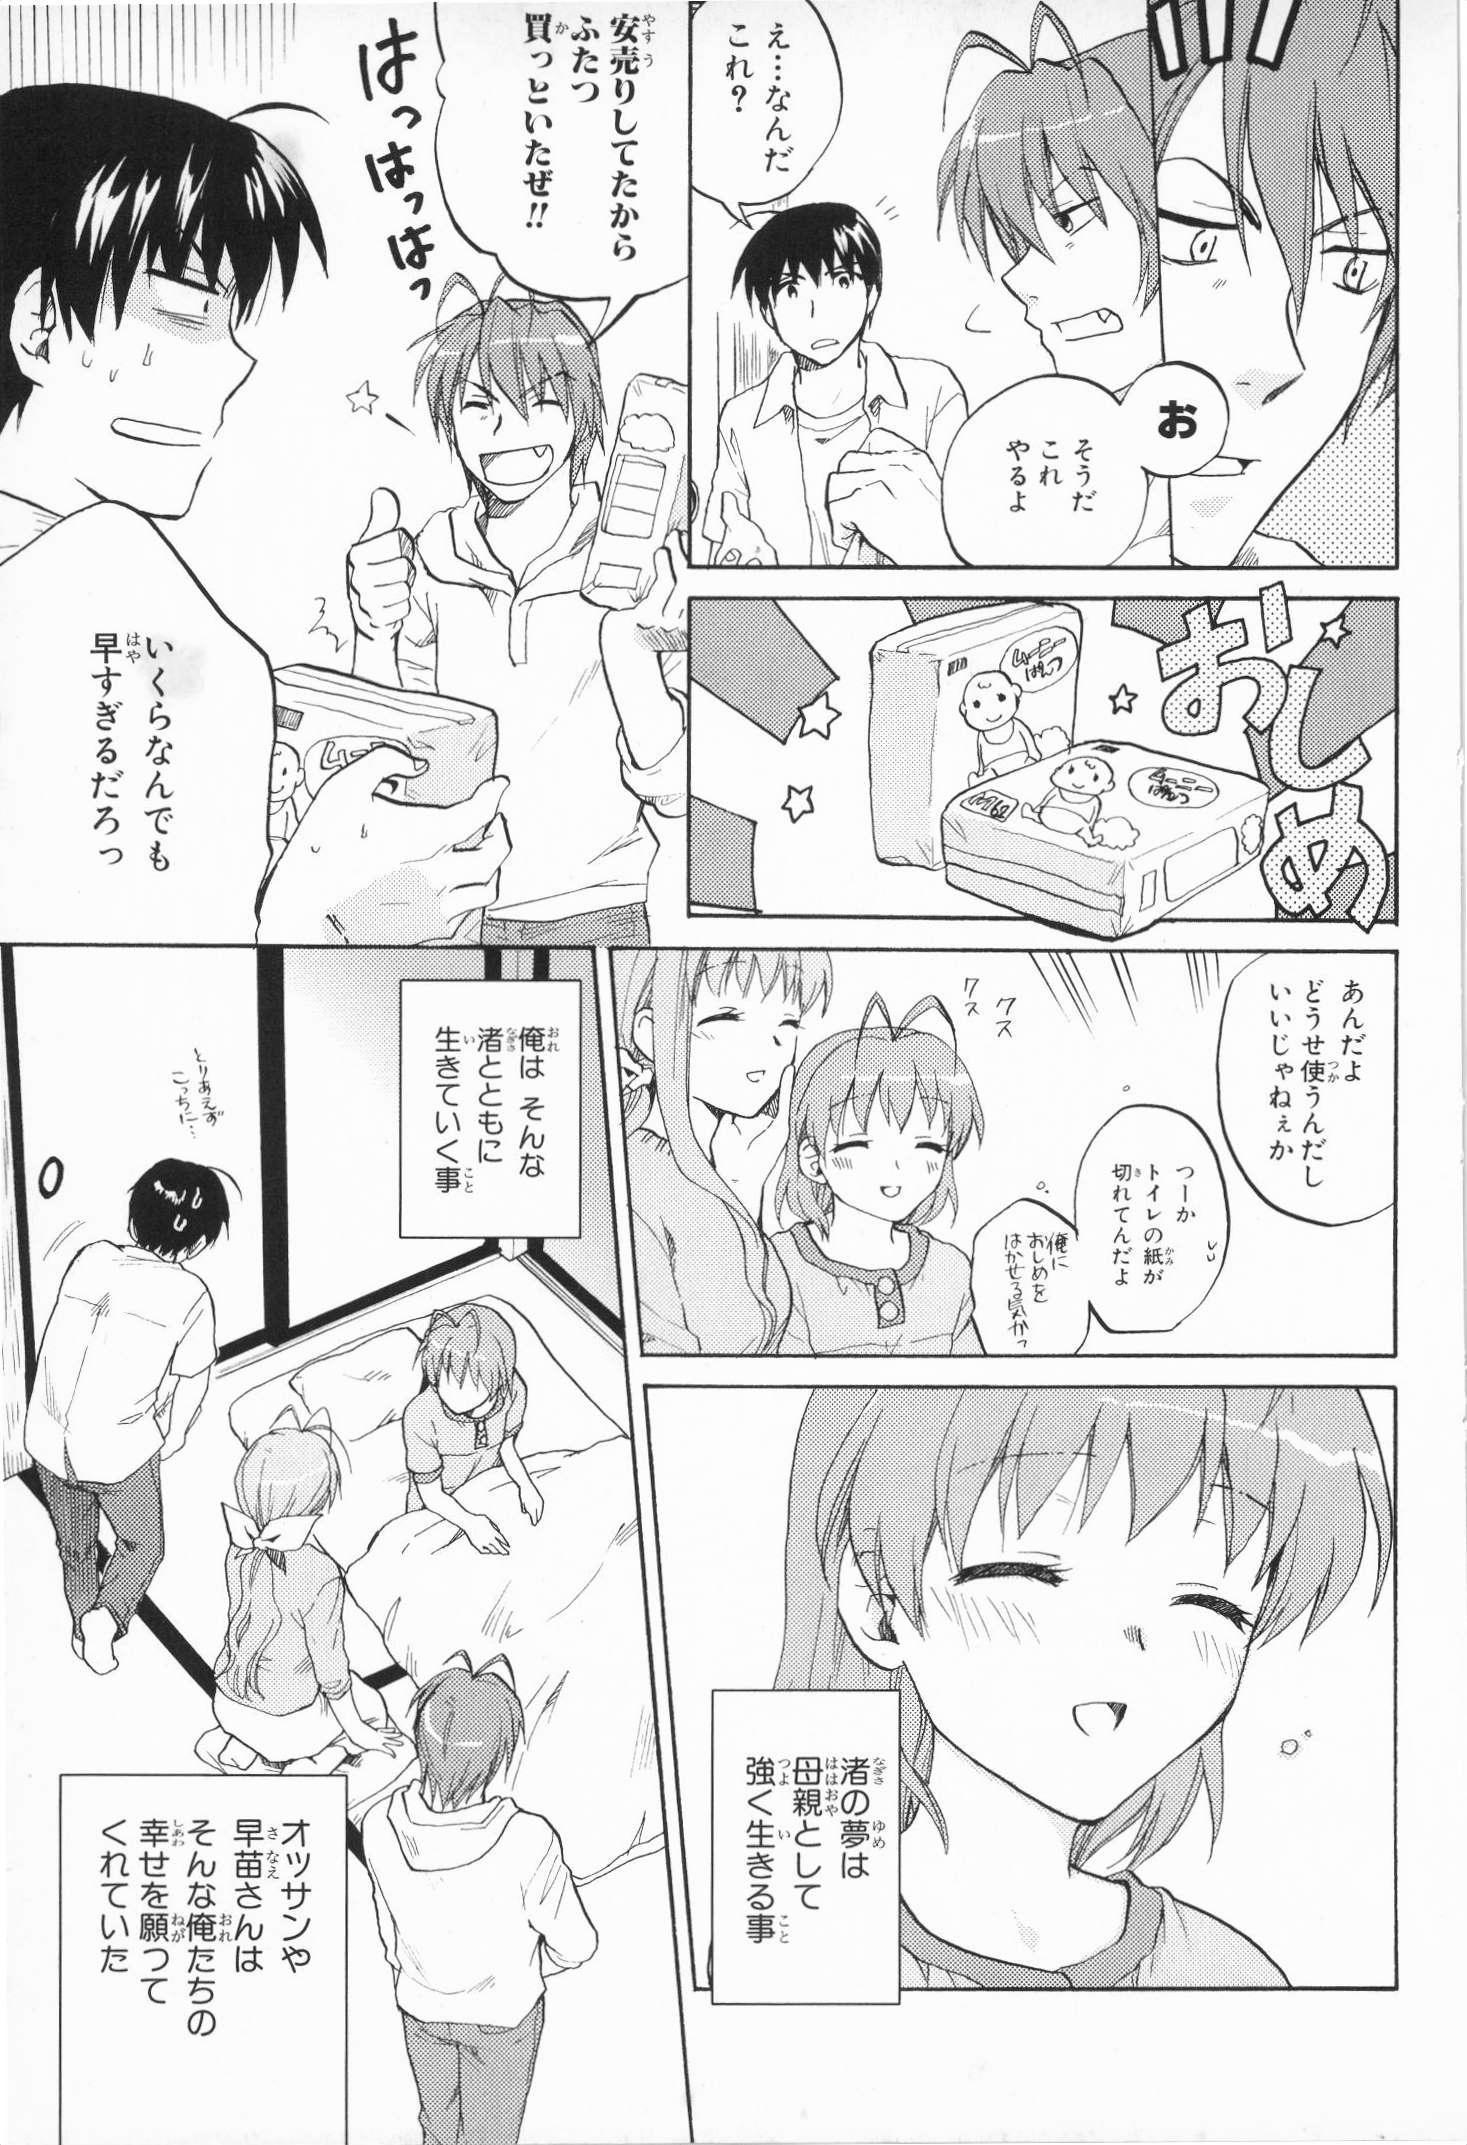 お
そうだ
これ
やるよ
え…なんだ
これ？
おしめ
ムーニー
ぱんつ
ムーニー
ぱんつ
M62
安売りしてたから
ふたつ
買っといたぜ!!
はっはっはっ
いくらなんでも
早すぎるだろっ
あんだよ
どうせ使うんだし
いいじゃねぇか
つーか
トイレの紙が
切れてんだよ
俺に
おしめを
はかせる気かっ
クス
クス
渚の夢は
母親として
強く生きる事
俺は そんな
渚とともに
生きていく事
とりあえず
こっちに…
オッサンや
早苗さんは
そんな俺たちの
幸せを願って
くれていた